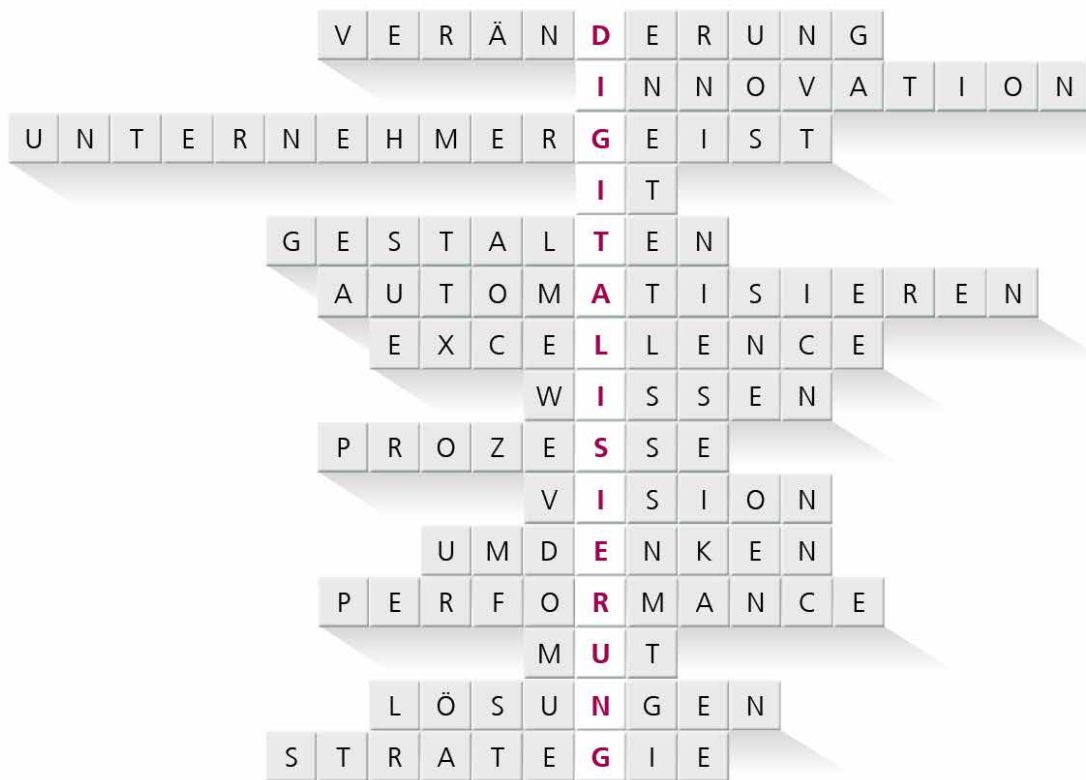 VERÄNDERUNG
INNOVATION
UNTERNEHMERGEIST
IT
GESTALTEN
AUTOMATISIEREN
EXCELLENCE
WISSEN
PROZESSE
VISION
UMDENKEN
PERFORMANCE
MUT
LÖSUNGEN
STRATEGIE